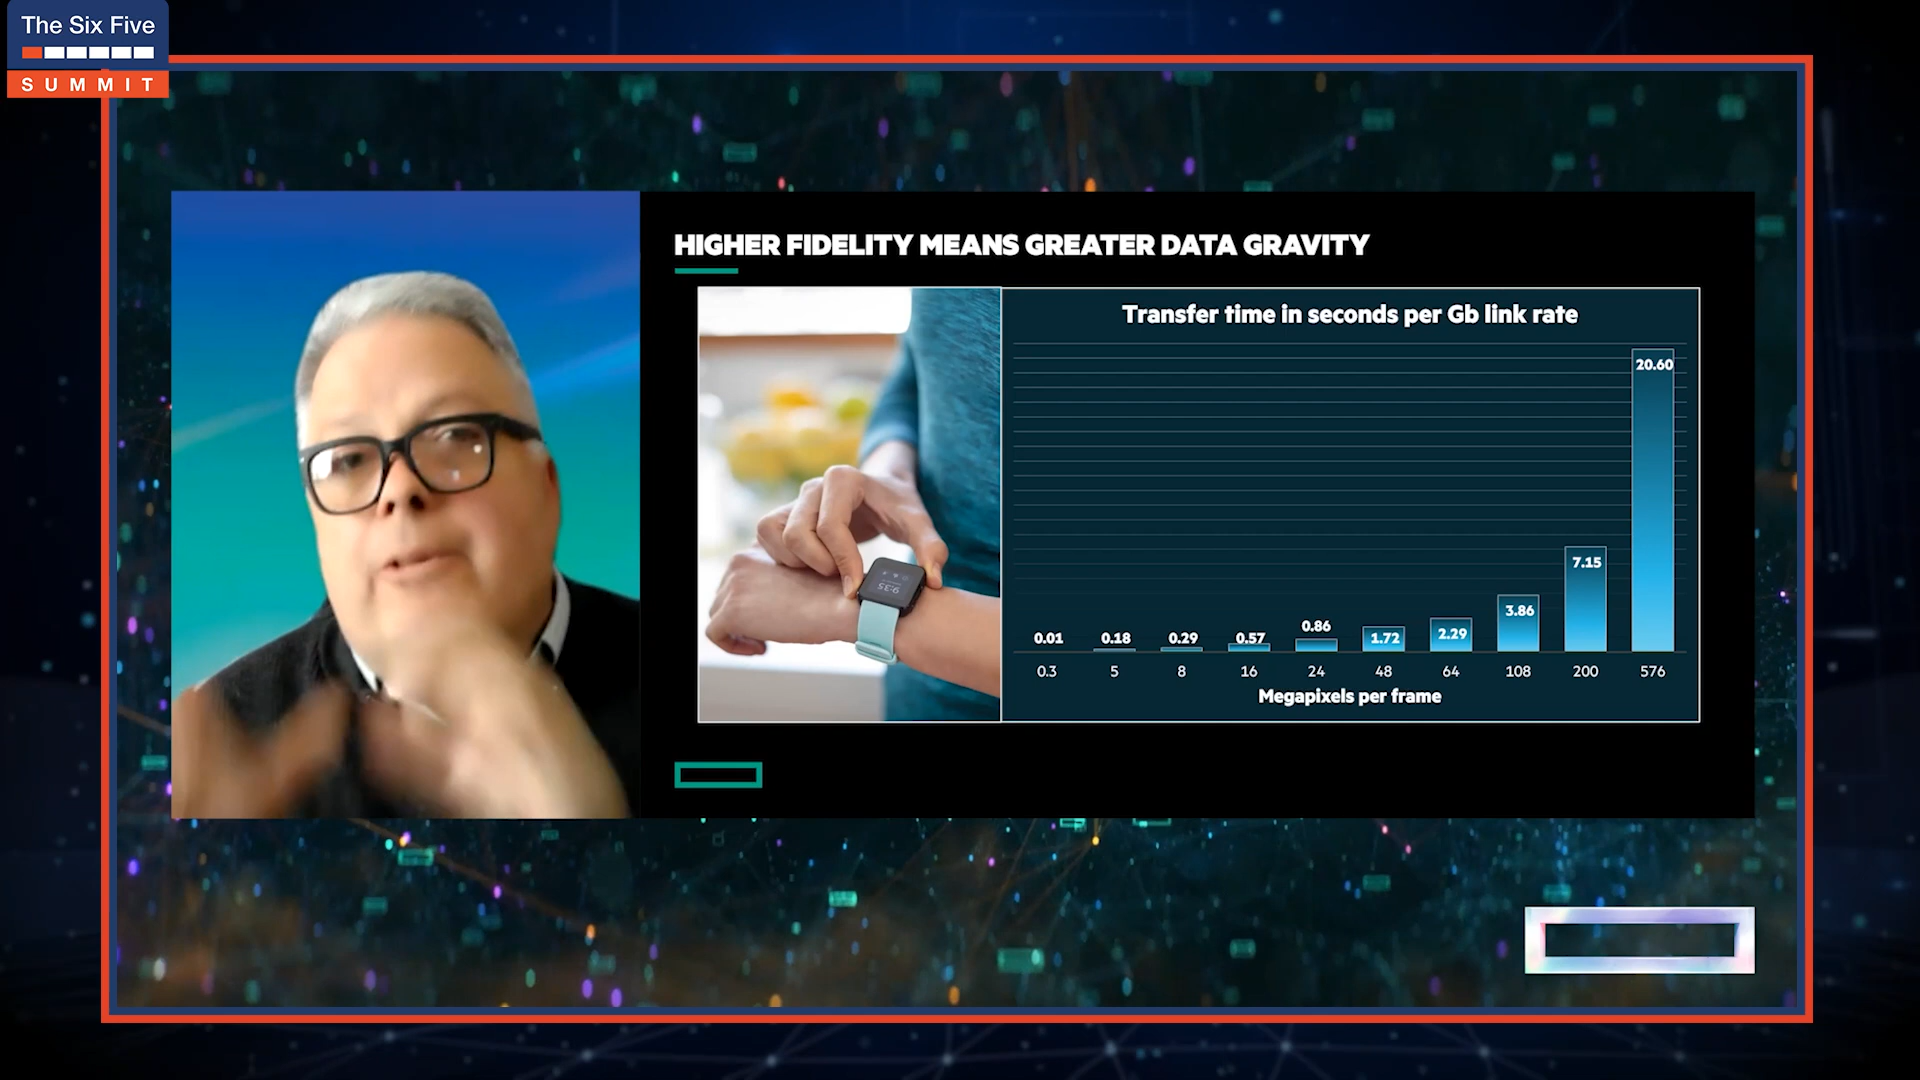 The Six Five
SUMMIT
HIGHER FIDELITY MEANS GREATER DATA GRAVITY
Transfer time in seconds per Gb link rate
20.60
7.15
3.86
2.29
1.72
0.86
0.57
0.29
0.18
0.01
0.3 5 8 16 24 48 64 108 200 576
Megapixels per frame
9:35